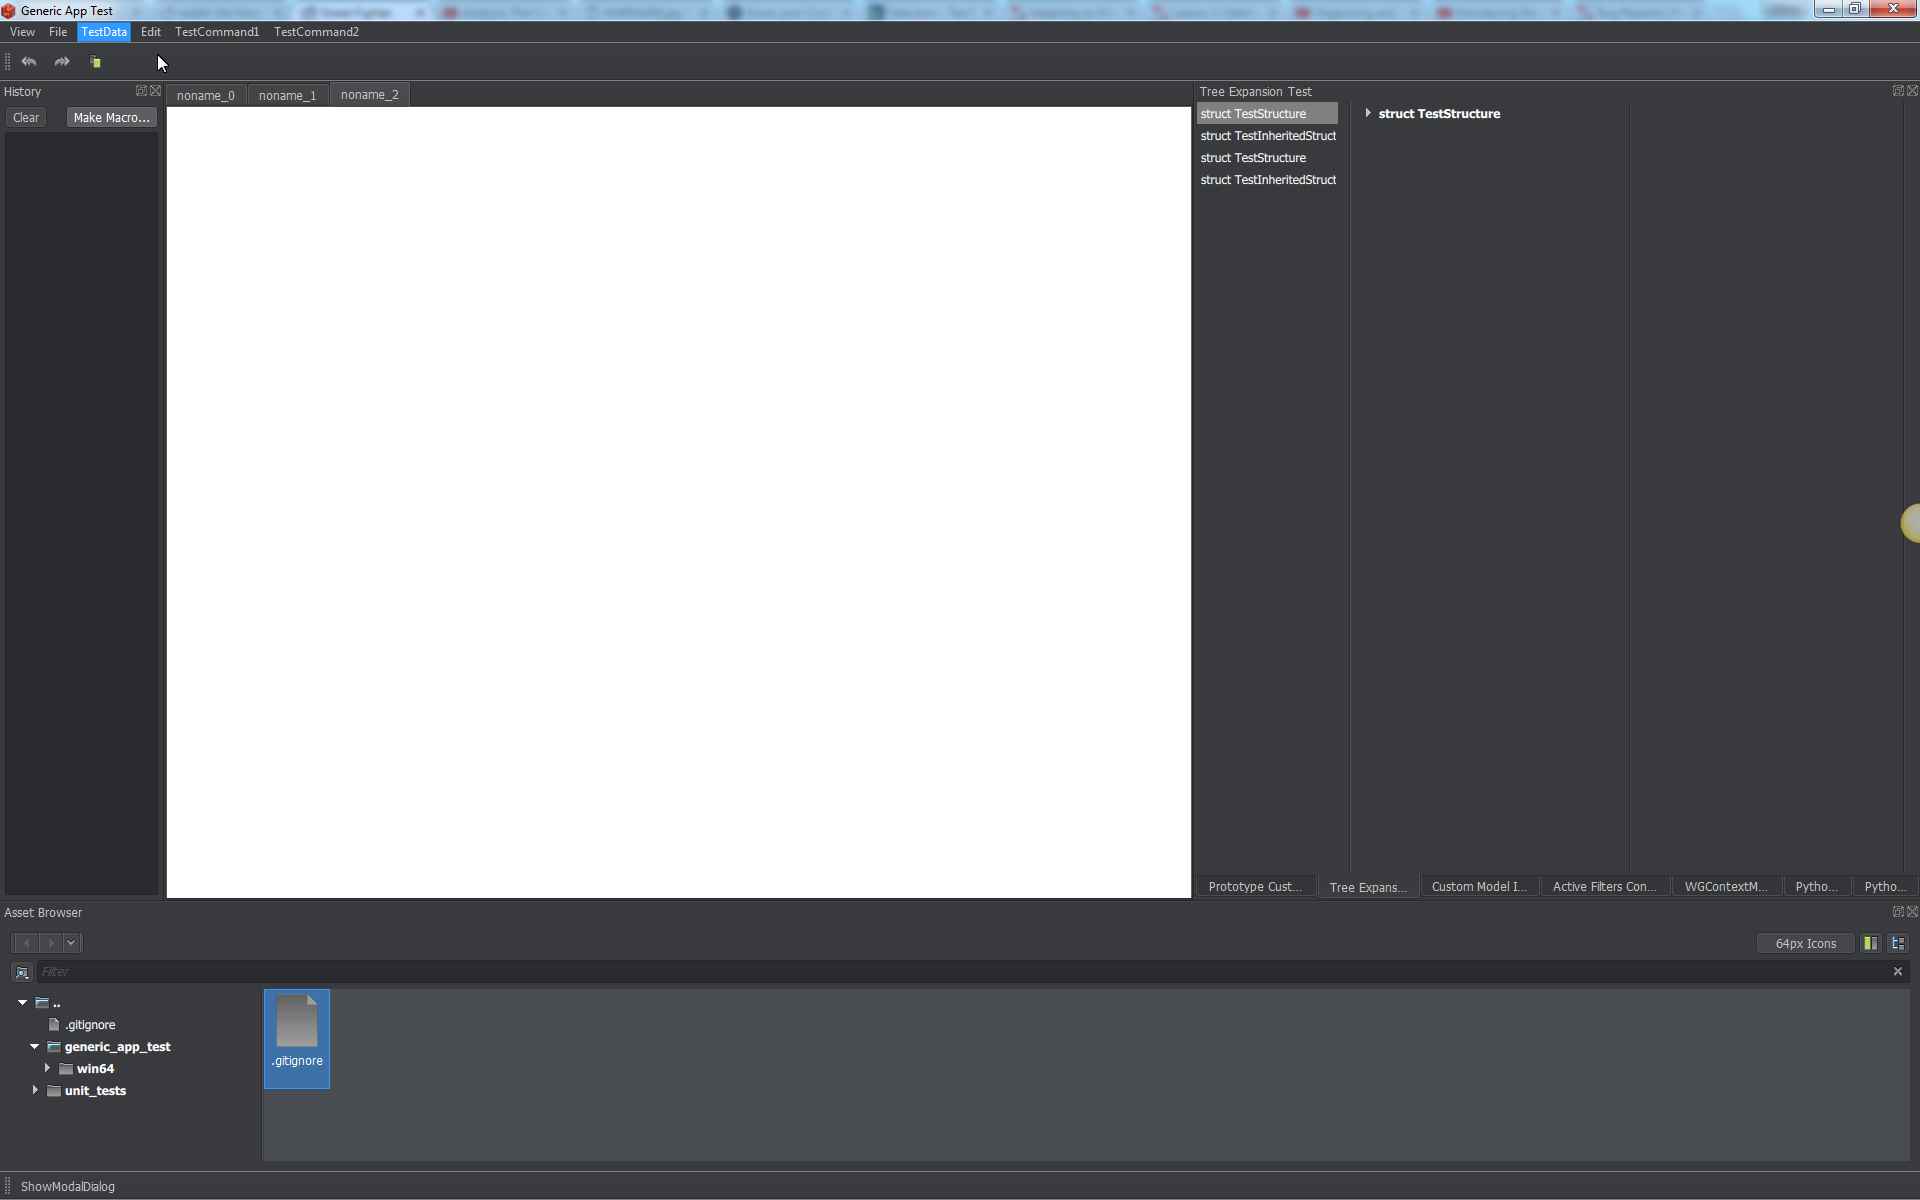 Generic App Test
View File TestData Edit TestCommand1 TestCommand2
History
Clear Make Macro...
noname_0 noname_1 noname_2
Tree Expansion Test
struct TestStructure
struct TestInheritedStruct
struct TestStructure
struct TestInheritedStruct
struct TestStructure
Prototype Cust... Tree Expans... Custom Model I... Active Filters Con... WGContextM... Pytho... Pytho...
Asset Browser
64px Icons
Filter
..
.gitignore
generic_app_test
win64
unit_tests
.gitignore
ShowModalDialog